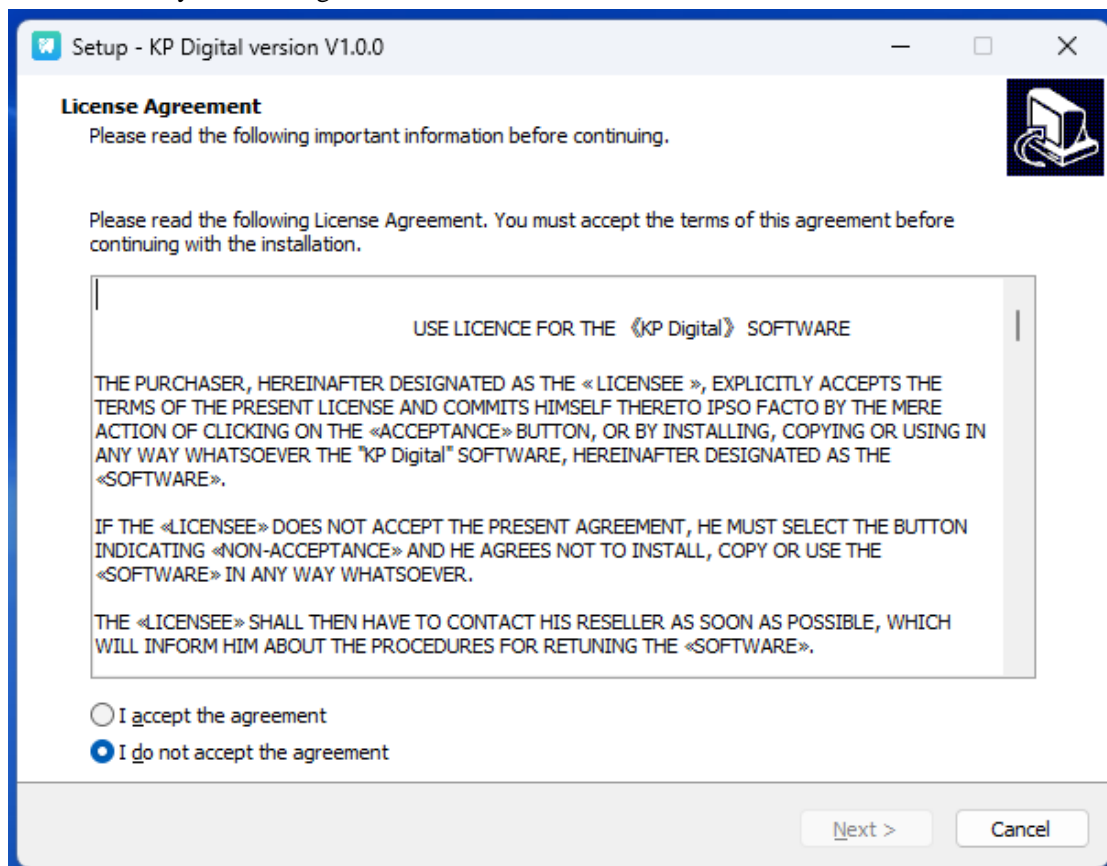 Setup - KP Digital version V1.0.0
License Agreement
Please read the following important information before continuing.
Please read the following License Agreement. You must accept the terms of this agreement before
continuing with the installation.
USE LICENCE FOR THE 《KP Digital》 SOFTWARE
THE PURCHASER, HEREINAFTER DESIGNATED AS THE « LICENSEE », EXPLICITLY ACCEPTS THE
TERMS OF THE PRESENT LICENSE AND COMMITS HIMSELF THERETO IPSO FACTO BY THE MERE
ACTION OF CLICKING ON THE «ACCEPTANCE» BUTTON, OR BY INSTALLING, COPYING OR USING IN
ANY WAY WHATSOEVER THE "KP Digital" SOFTWARE, HEREINAFTER DESIGNATED AS THE
«SOFTWARE».
IF THE «LICENSEE» DOES NOT ACCEPT THE PRESENT AGREEMENT, HE MUST SELECT THE BUTTON
INDICATING «NON-ACCEPTANCE» AND HE AGREES NOT TO INSTALL, COPY OR USE THE
«SOFTWARE» IN ANY WAY WHATSOEVER.
THE «LICENSEE» SHALL THEN HAVE TO CONTACT HIS RESELLER AS SOON AS POSSIBLE, WHICH
WILL INFORM HIM ABOUT THE PROCEDURES FOR RETUNING THE «SOFTWARE».
I accept the agreement
I do not accept the agreement
Next >
Cancel